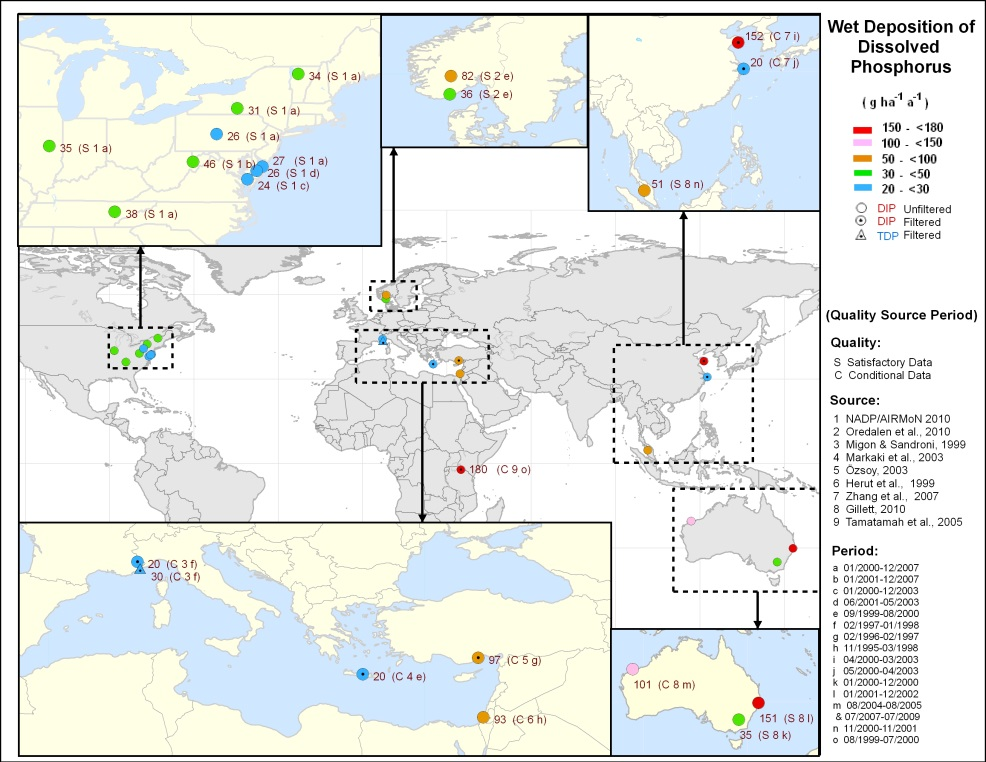 34 (S 1 a)
31 (S 1 a)
26 (S 1 a)
35 (S 1 a)
46 (S 1 b)
27 (S 1 a)
26 (S 1 d)
24 (S 1 c)
38 (S 1 a)
82 (S 2 e)
36 (S 2 e)
152 (C 7 i)
20 (C 7 j)
51 (S 8 n)
180 (C 9 o)
20 (C 3 f)
30 (C 3 f)
97 (C 5 g)
20 (C 4 e)
93 (C 6 h)
101 (C 8 m)
151 (S 8 l)
35 (S 8 k)
Wet Deposition of
Dissolved
Phosphorus
( g ha-1 a-1 )
150 - <180
100 - <150
50 - <100
30 - <50
20 - <30
DIP Unfiltered
DIP Filtered
TDP Filtered
(Quality Source Period)
Quality:
S Satisfactory Data
C Conditional Data
Source:
1 NADP/AIRMoN 2010
2 Oredalen et al., 2010
3 Migon & Sandroni, 1999
4 Markaki et al., 2003
5 Özsoy, 2003
6 Herut et al., 1999
7 Zhang et al., 2007
8 Gillett, 2010
9 Tamatamah et al., 2005
Period:
a 01/2000-12/2007
b 01/2001-12/2007
c 01/2000-12/2003
d 06/2001-05/2003
e 09/1999-08/2000
f 02/1997-01/1998
g 02/1996-02/1997
h 11/1995-03/1998
i 04/2000-03/2003
j 05/2000-04/2003
k 01/2000-12/2000
l 01/2001-12/2002
m 08/2004-08/2005
& 07/2007-07/2009
n 11/2000-11/2001
o 08/1999-07/2000